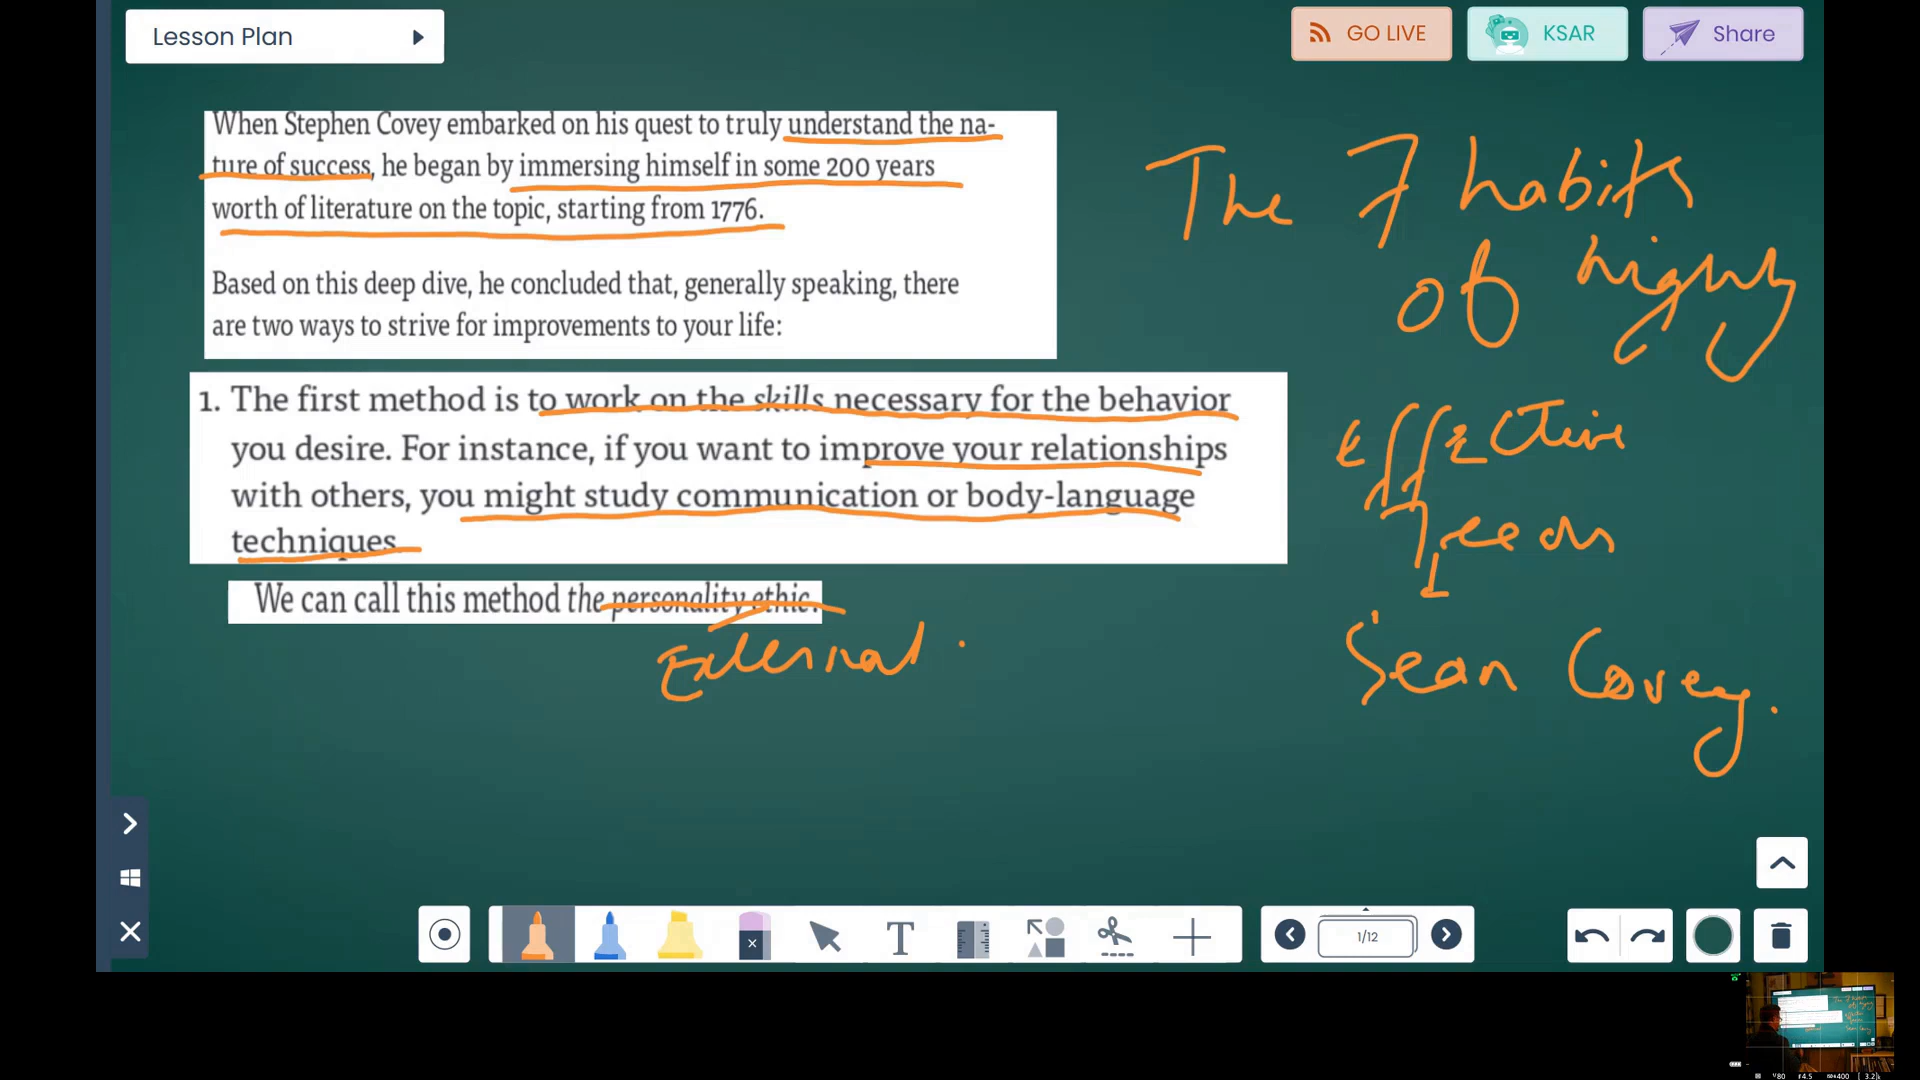 Lesson Plan
GO LIVE
KSAR
Share
When Stephen Covey embarked on his quest to truly understand the na-
ture of success, he began by immersing himself in some 200 years
worth of literature on the topic, starting from 1776.
Based on this deep dive, he concluded that, generally speaking, there
are two ways to strive for improvements to your life:
1. The first method is to work on the skills necessary for the behavior
you desire. For instance, if you want to improve your relationships
with others, you might study communication or body-language
techniques.
We can call this method the personality ethic.
External.
The 7 habits
of highly
Effective
Teens
Sean Covey.
T
1/12